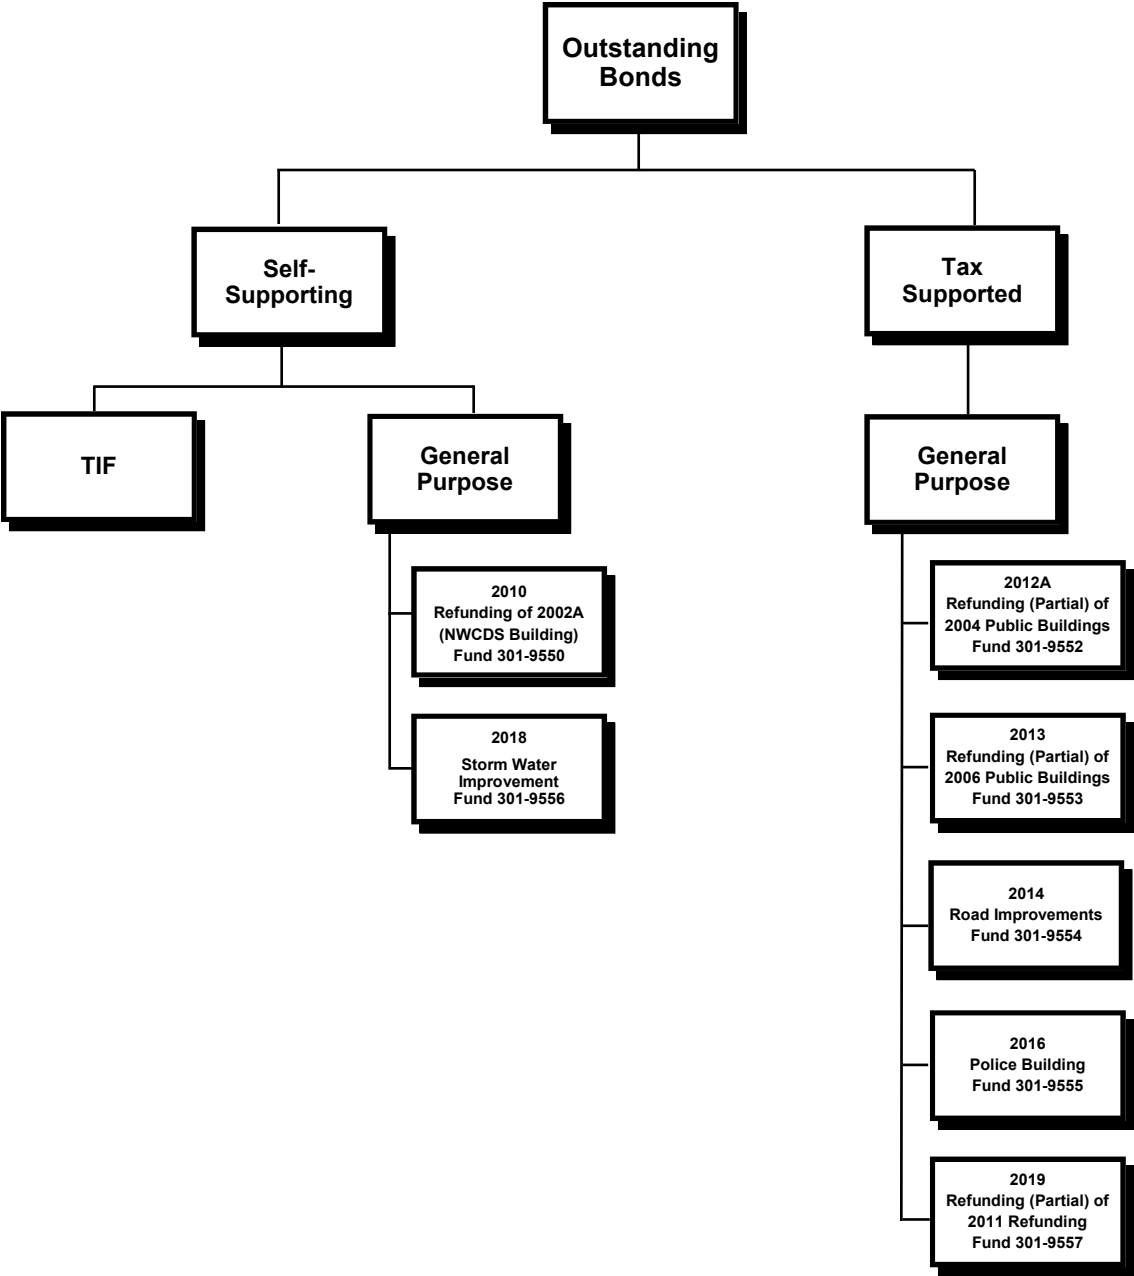 Outstanding
Bonds
Self-
Supporting
Tax
Supported
TIF
General
Purpose
General
Purpose
2010
Refunding of 2002A
(NWCDS Building)
Fund 301-9550
2018
Storm Water
Improvement
Fund 301-9556
2012A
Refunding (Partial) of
2004 Public Buildings
Fund 301-9552
2013
Refunding (Partial) of
2006 Public Buildings
Fund 301-9553
2014
Road Improvements
Fund 301-9554
2016
Police Building
Fund 301-9555
2019
Refunding (Partial) of
2011 Refunding
Fund 301-9557